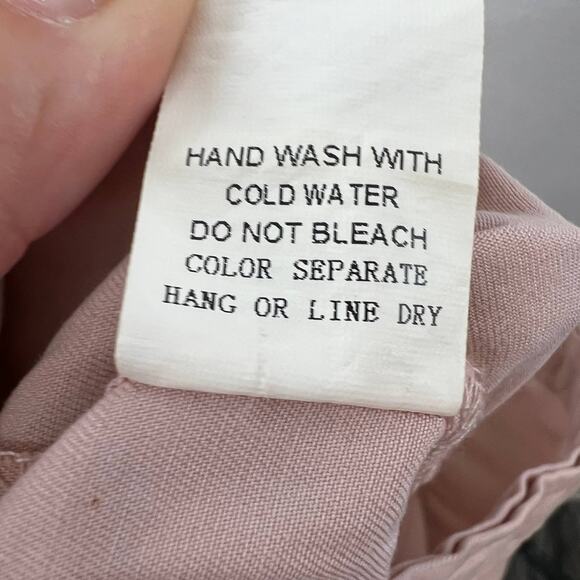 HAND WASH WITH
COLD WATER
DO NOT BLEACH
COLOR SEPARATE
HANG OR LINE DRY